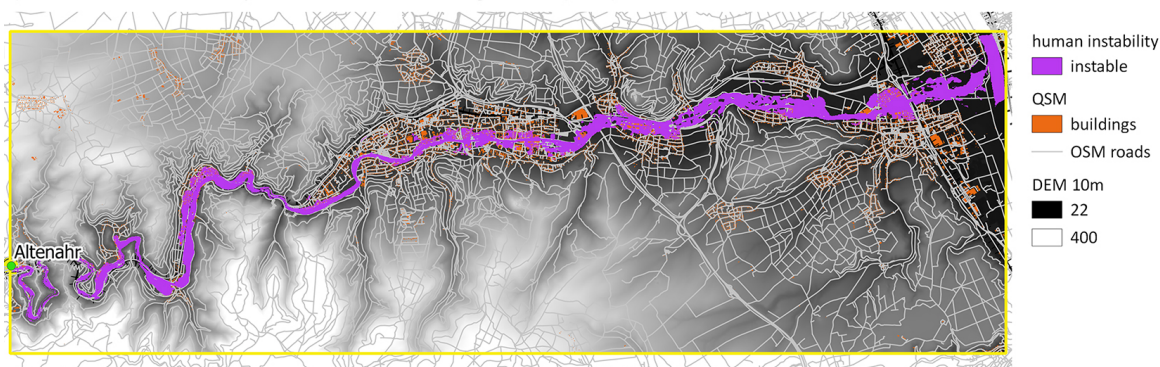 human instability
instable
QSM
buildings
OSM roads
DEM 10m
22
400
Altenahr